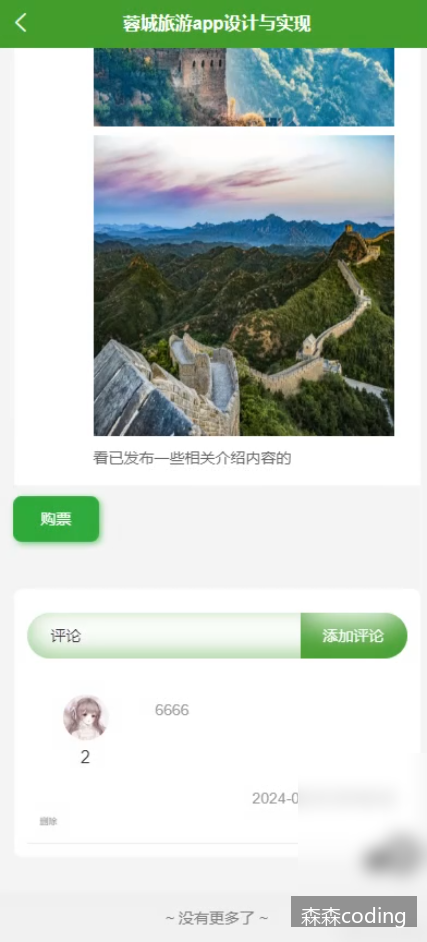 蓉城旅游app设计与实现
看已发布一些相关介绍内容的
购票
评论
添加评论
6666
2
2024-0
删除
~ 没有更多了 ~
森森coding